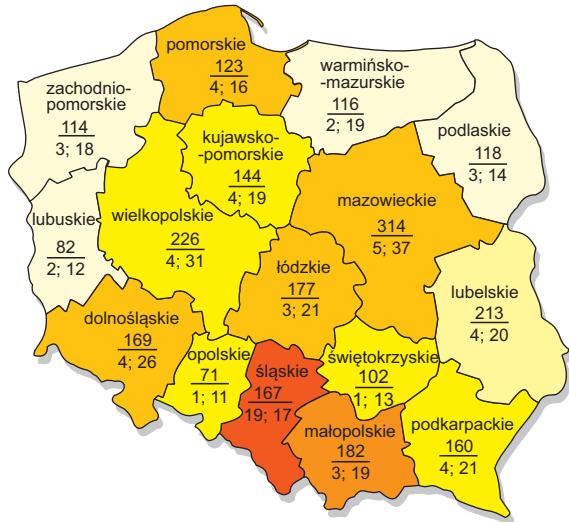 pomorskie
123
4; 16
warmińsko-
-mazurskie
116
2; 19
zachodnio-
pomorskie
114
3; 18
podlaskie
118
3; 14
kujawsko-
-pomorskie
144
4; 19
mazowieckie
314
5; 37
lubuskie
82
2; 12
wielkopolskie
226
4; 31
łódzkie
177
3; 21
lubelskie
213
4; 20
dolnośląskie
169
4; 26
opolskie
71
1; 11
śląskie
167
19; 17
świętokrzyskie
102
1; 13
małopolskie
182
3; 19
podkarpackie
160
4; 21